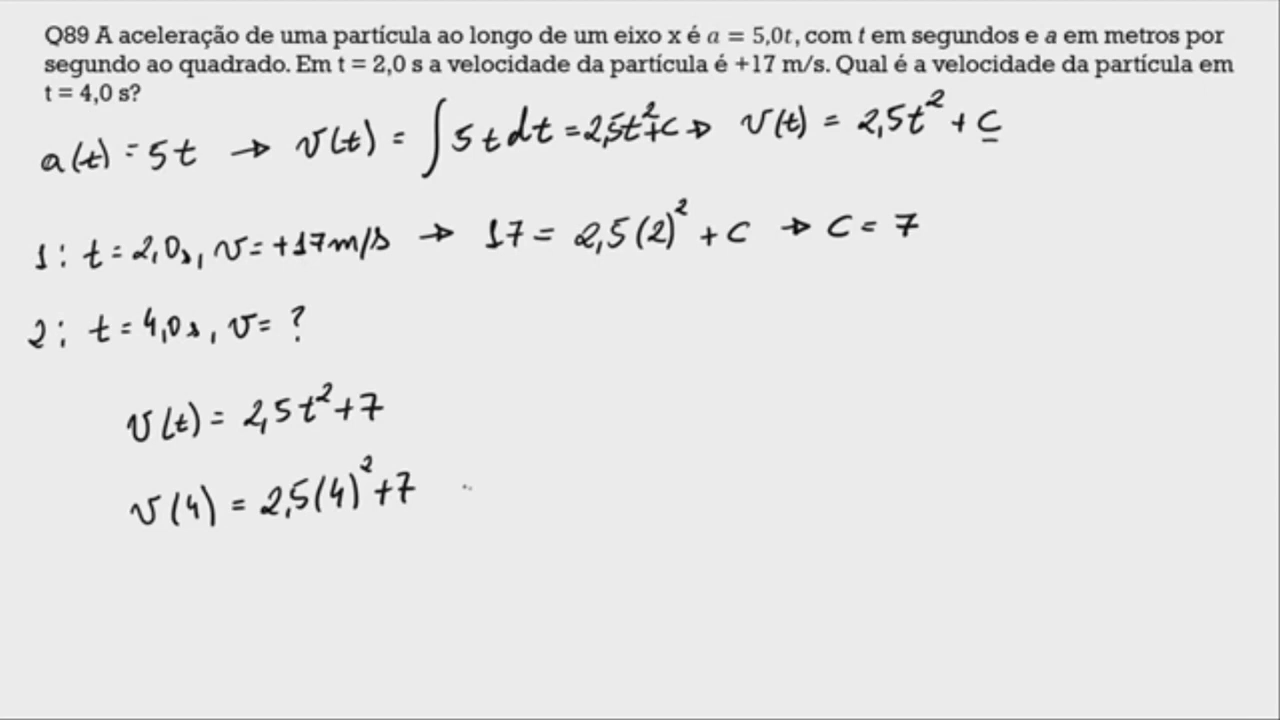 Q89 A aceleração de uma partícula ao longo de um eixo x é a = 5,0t, com t em segundos e a em metros por
segundo ao quadrado. Em t = 2,0 s a velocidade da partícula é +17 m/s. Qual é a velocidade da partícula em
t = 4,0 s?
a(t) = 5t → v(t) = ∫5t dt = 2,5t²+c → v(t) = 2,5t² + c
1: t = 2,0s, v = +17m/s → 17 = 2,5(2)² + c → c = 7
2: t = 4,0s, v = ?
v(t) = 2,5t² + 7
v(4) = 2,5(4)² + 7